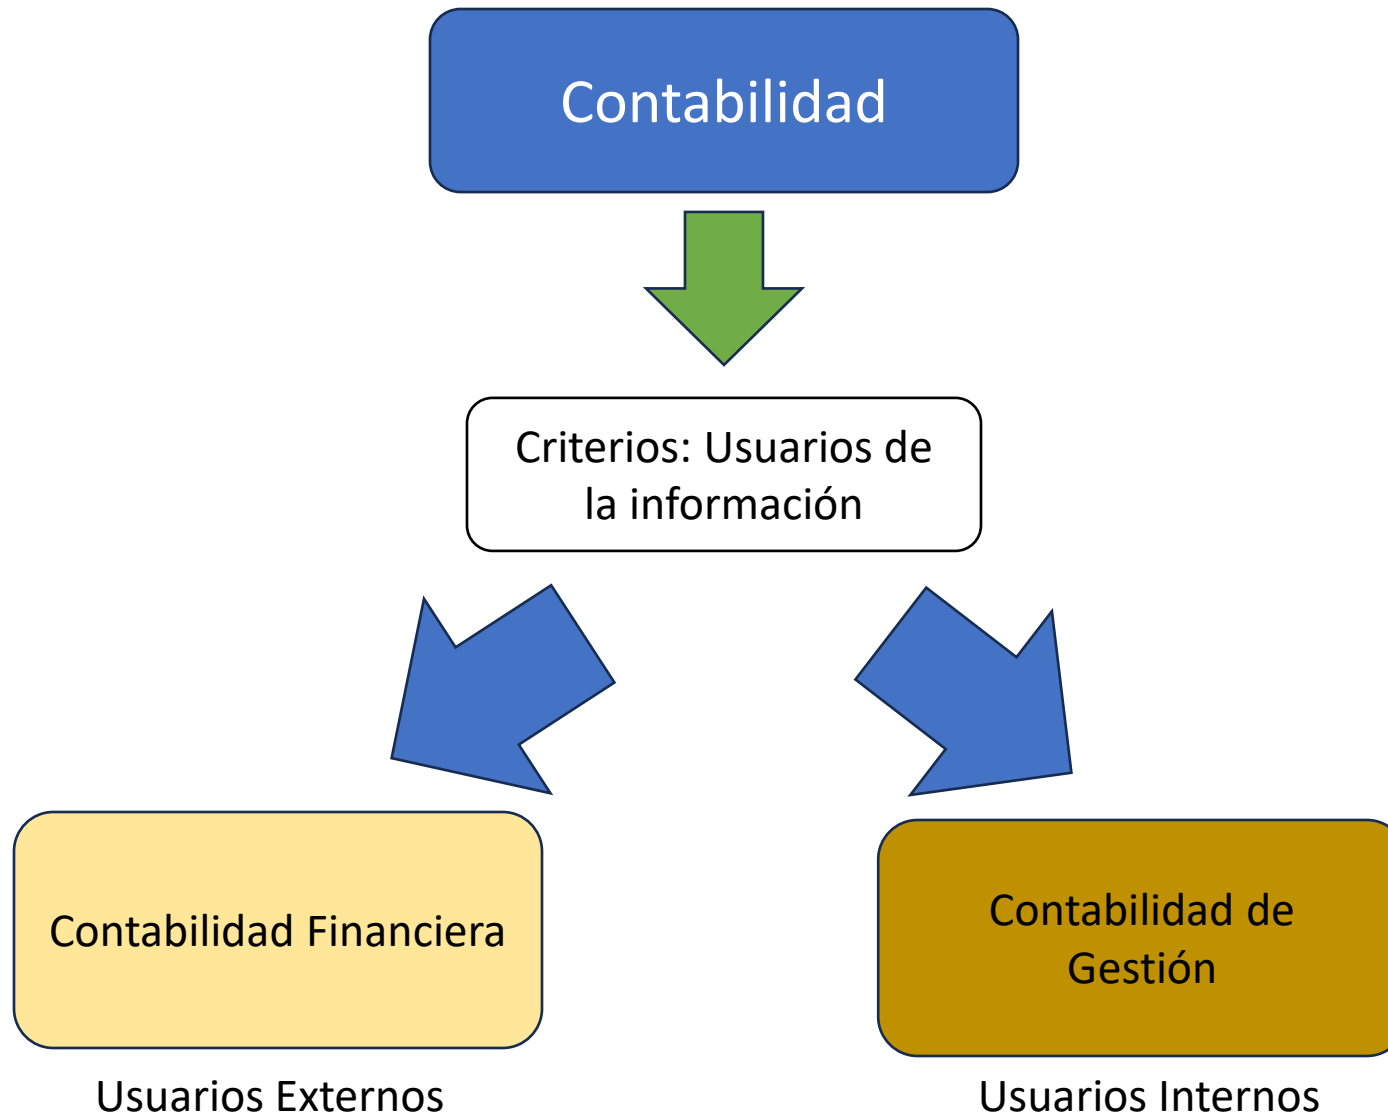 Contabilidad
Criterios: Usuarios de
la información
Contabilidad Financiera
Contabilidad de
Gestión
Usuarios Externos
Usuarios Internos